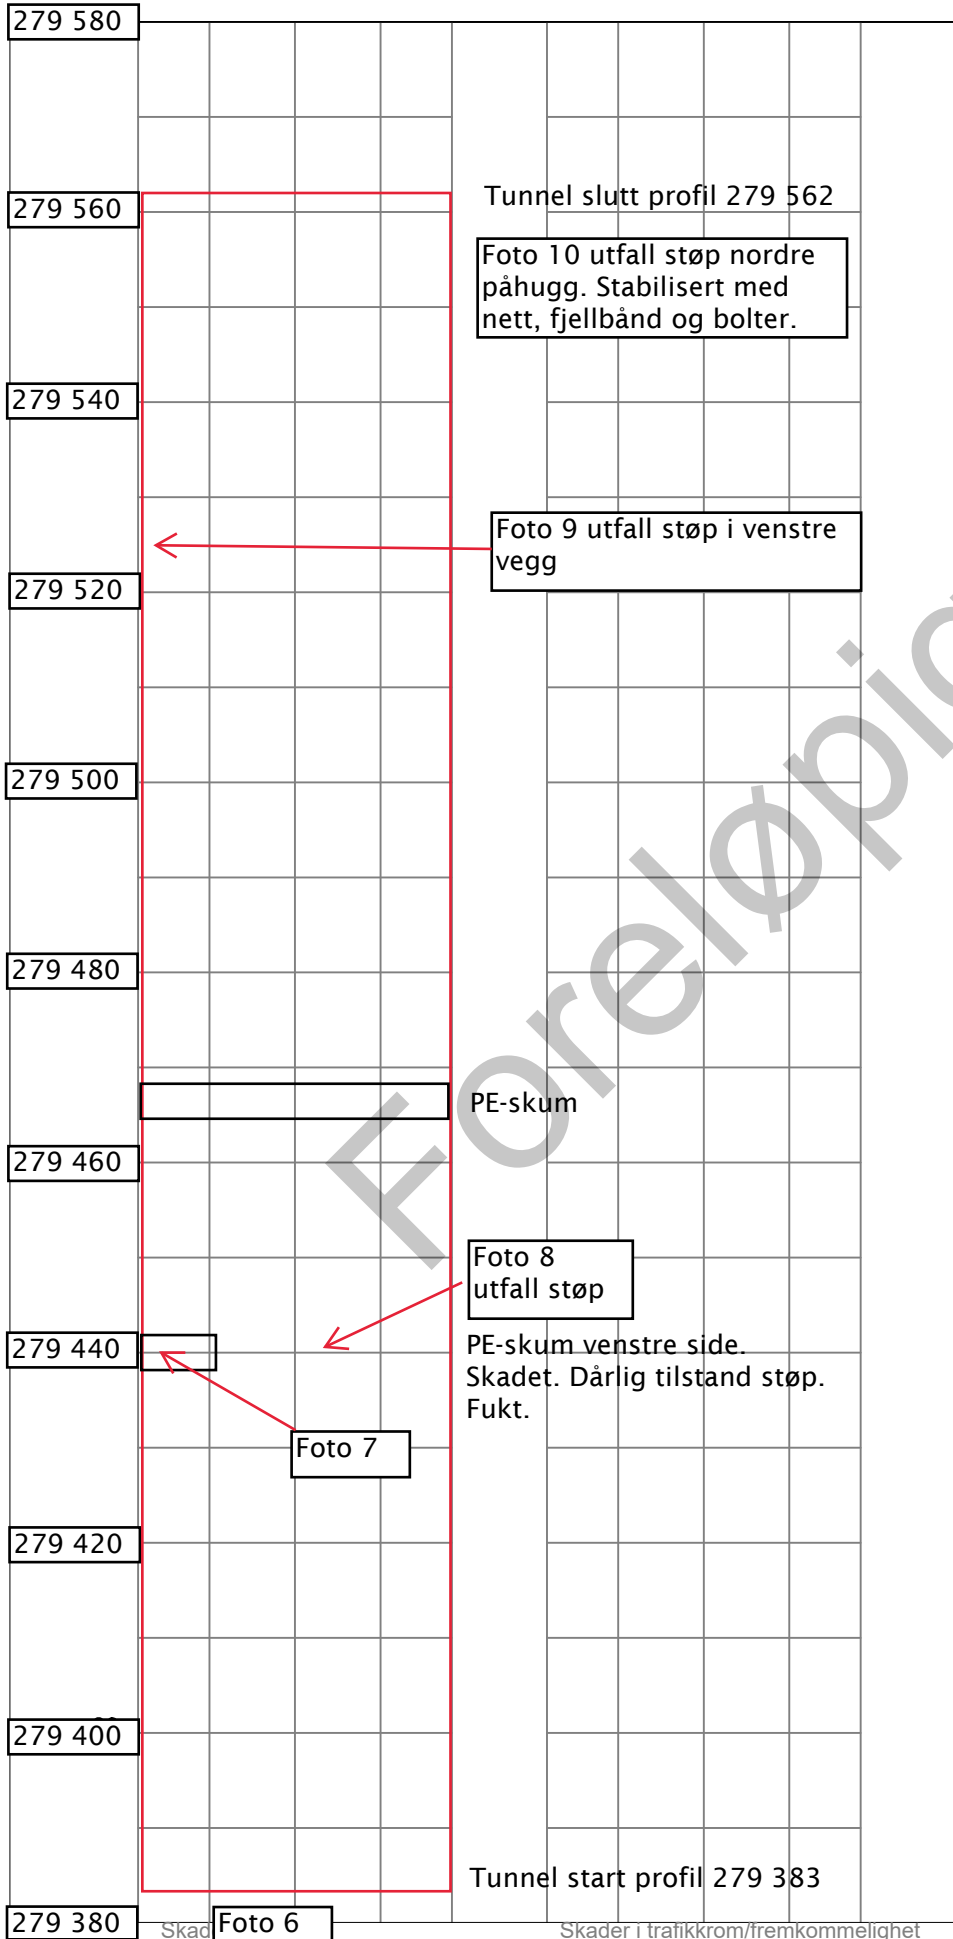 279 580
Tunnel slutt profil 279 562
279 560
Foto 10 utfall støp nordre
påhugg. Stabilisert med
nett, fjellbånd og bolter.
279 540
Foto 9 utfall støp i venstre
vegg
279 520
279 500
279 480
PE-skum
279 460
Foto 8
utfall støp
279 440
PE-skum venstre side.
Skadet. Dårlig tilstand støp.
Fukt.
Foto 7
279 420
279 400
Tunnel start profil 279 383
279 380
Foto 6
Skader i trafikkrom/fremkommelighet